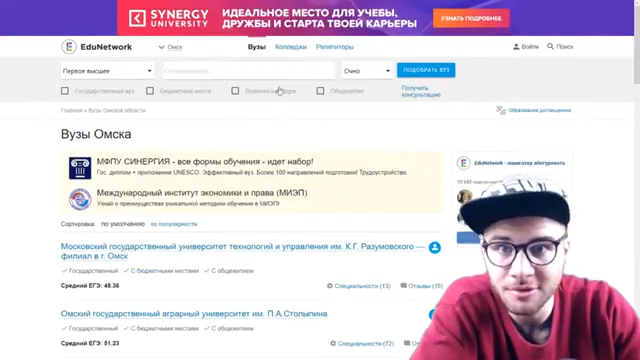 SYNERGY
UNIVERSITY
ИДЕАЛЬНОЕ МЕСТО ДЛЯ УЧЕБЫ,
ДРУЖБЫ И СТАРТА ТВОЕЙ КАРЬЕРЫ
УЗНАТЬ ПОДРОБНЕЕ
EduNetwork
Омск
Вузы
Колледжи
Репетиторы
Войти
Поиск
Первое высшее
Специальность
Очно
ПОДОБРАТЬ ВУЗ
Государственный вуз
Бюджетные места
Военная кафедра
Общежитие
Получить
консультацию
Главная » Вузы Омской области
Образование дистанционно
Вузы Омска
МФПУ СИНЕРГИЯ - все формы обучения - идет набор!
Гос. диплом + приложение UNESCO. Эффективный вуз. Более 100 направлений подготовки! Трудоустройство.
Международный институт экономики и права (МИЭП)
Узнай о преимуществах уникальной методики обучения в МИЭП!
EduNetwork - навигатор абитуриента
Сортировка:
по умолчанию
по популярности
Московский государственный университет технологий и управления им. К.Г. Разумовского —
филиал в г. Омск
Государственный
С бюджетными местами
С общежитием
Средний ЕГЭ: 48.36
Специальности (13)
Отзывы (15)
Омский государственный аграрный университет им. П.А.Столыпина
Государственный
С бюджетными местами
С общежитием
Средний ЕГЭ: 51.23
Специальности (72)